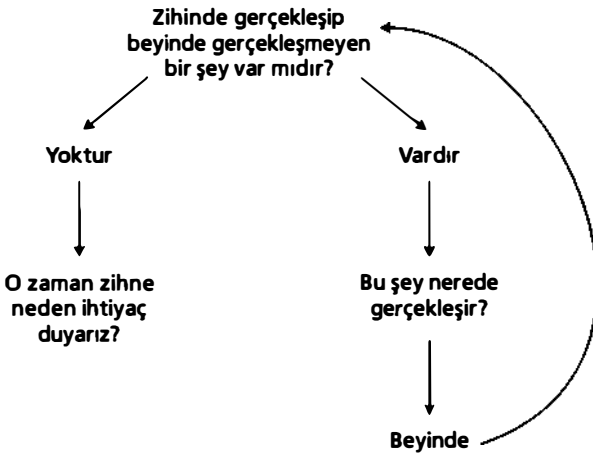 Zihinde gerçekleşip
beyinde gerçekleşmeyen
bir şey var mıdır?
Yoktur
Vardır
O zaman zihne
neden ihtiyaç
duyarız?
Bu şey nerede
gerçekleşir?
Beyinde